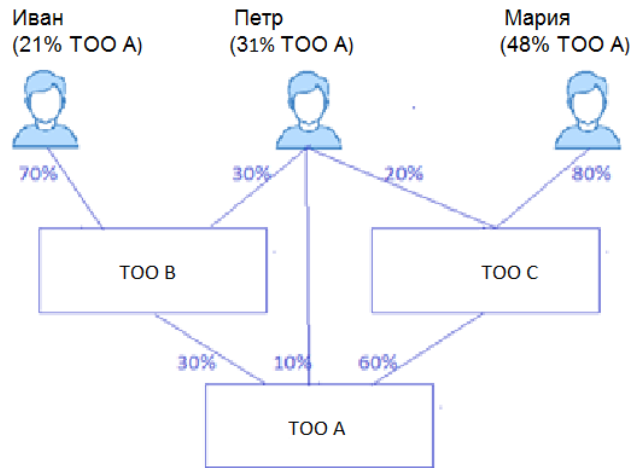 Иван
(21% ТОО А)
Петр
(31% ТОО А)
Мария
(48% ТОО А)
70%
30%
20%
80%
ТОО В
ТОО С
30%
10%
60%
ТОО А